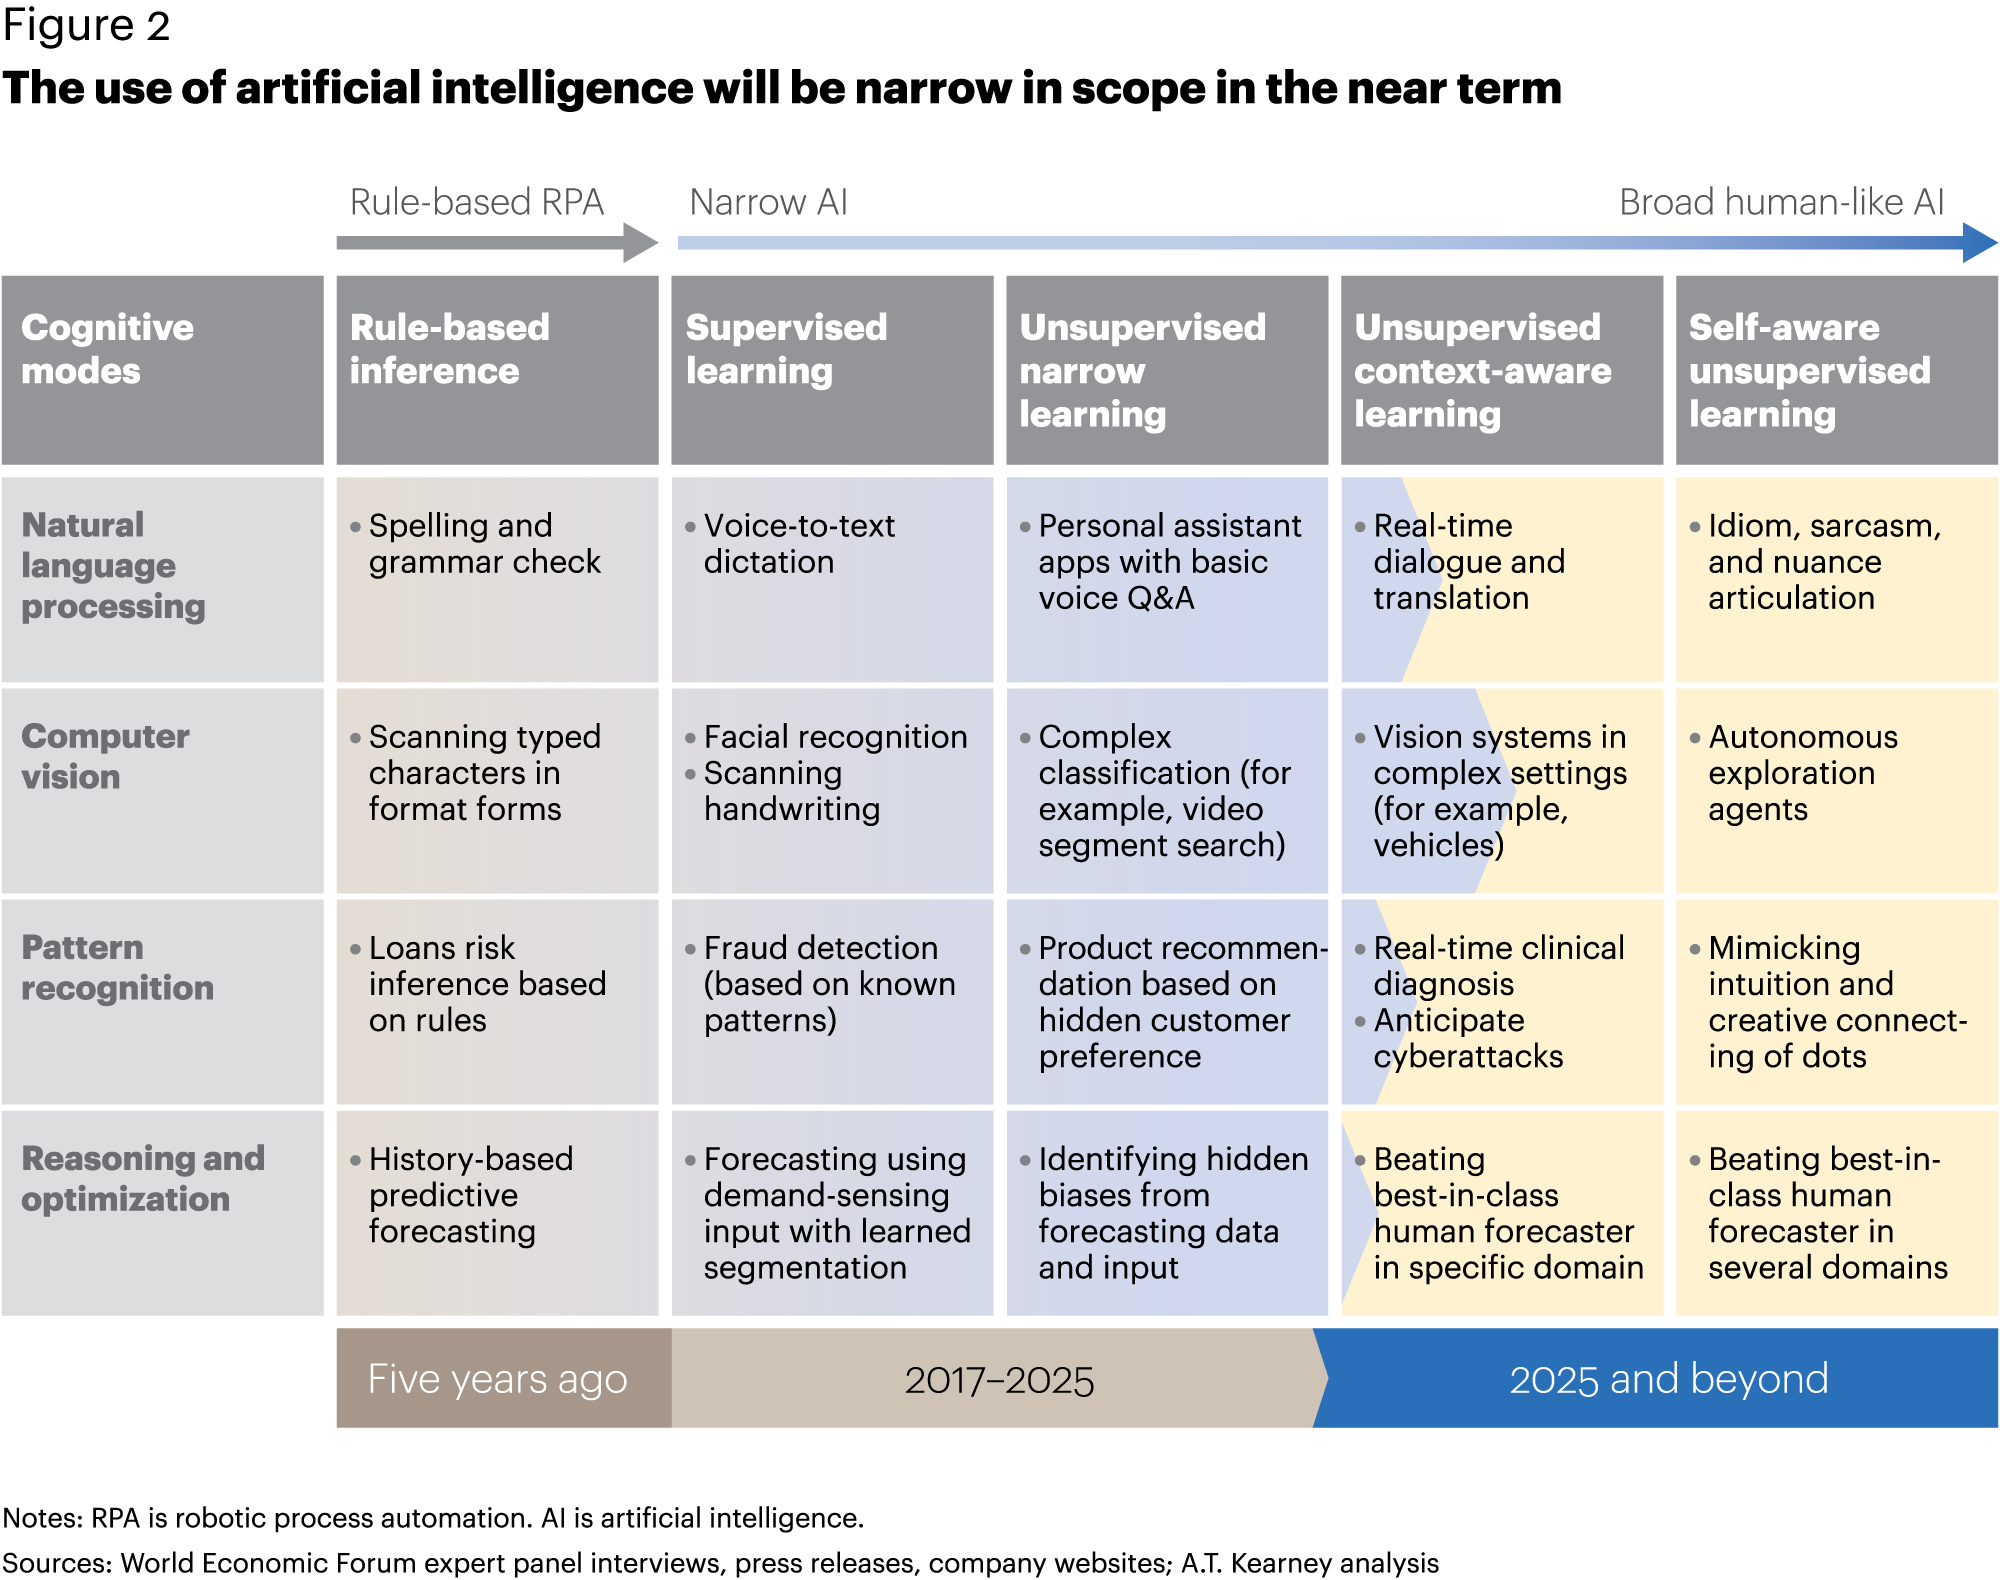 Figure 2
The use of artificial intelligence will be narrow in scope in the near term
Rule-based RPA
Narrow AI
Broad human-like AI
Cognitive
modes
Rule-based
inference
Supervised
learning
Unsupervised
narrow
learning
Unsupervised
context-aware
learning
Self-aware
unsupervised
learning
Natural
language
processing
• Spelling and
grammar check
• Voice-to-text
dictation
• Personal assistant
apps with basic
voice Q&A
• Real-time
dialogue and
translation
• Idiom, sarcasm,
and nuance
articulation
Computer
vision
• Scanning typed
characters in
format forms
• Facial recognition
• Scanning
handwriting
• Complex
classification (for
example, video
segment search)
• Vision systems in
complex settings
(for example,
vehicles)
• Autonomous
exploration
agents
Pattern
recognition
• Loans risk
inference based
on rules
• Fraud detection
(based on known
patterns)
• Product recommen-
dation based on
hidden customer
preference
• Real-time clinical
diagnosis
• Anticipate
cyberattacks
• Mimicking
intuition and
creative connect-
ing of dots
Reasoning and
optimization
• History-based
predictive
forecasting
• Forecasting using
demand-sensing
input with learned
segmentation
• Identifying hidden
biases from
forecasting data
and input
• Beating
best-in-class
human forecaster
in specific domain
• Beating best-in-
class human
forecaster in
several domains
Five years ago
2017–2025
2025 and beyond
Notes: RPA is robotic process automation. AI is artificial intelligence.
Sources: World Economic Forum expert panel interviews, press releases, company websites; A.T. Kearney analysis